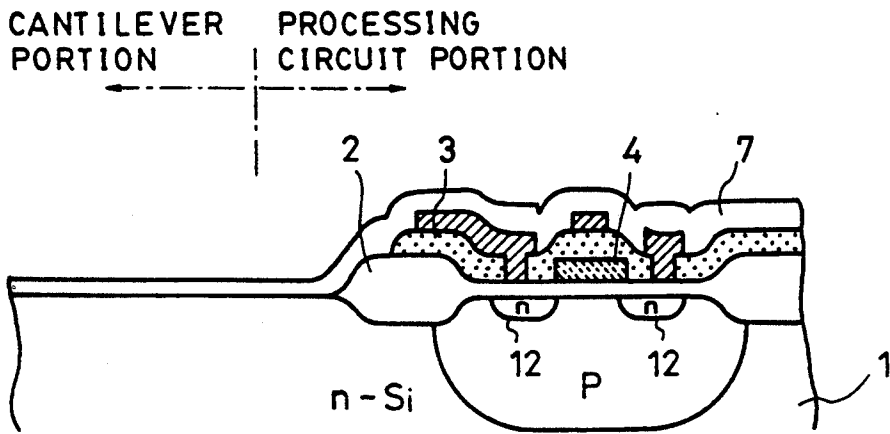 CANTILEVER PORTION
PROCESSING CIRCUIT PORTION
2 3 4 7
n n
12 12
n-Si P 1